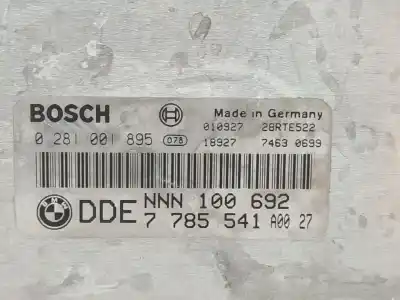 BOSCH Made in Germany
010927 28RTE522
0 281 001 895 078 18927 7463 0699
BMW DDE NNN 100 692
7 785 541 A00 27